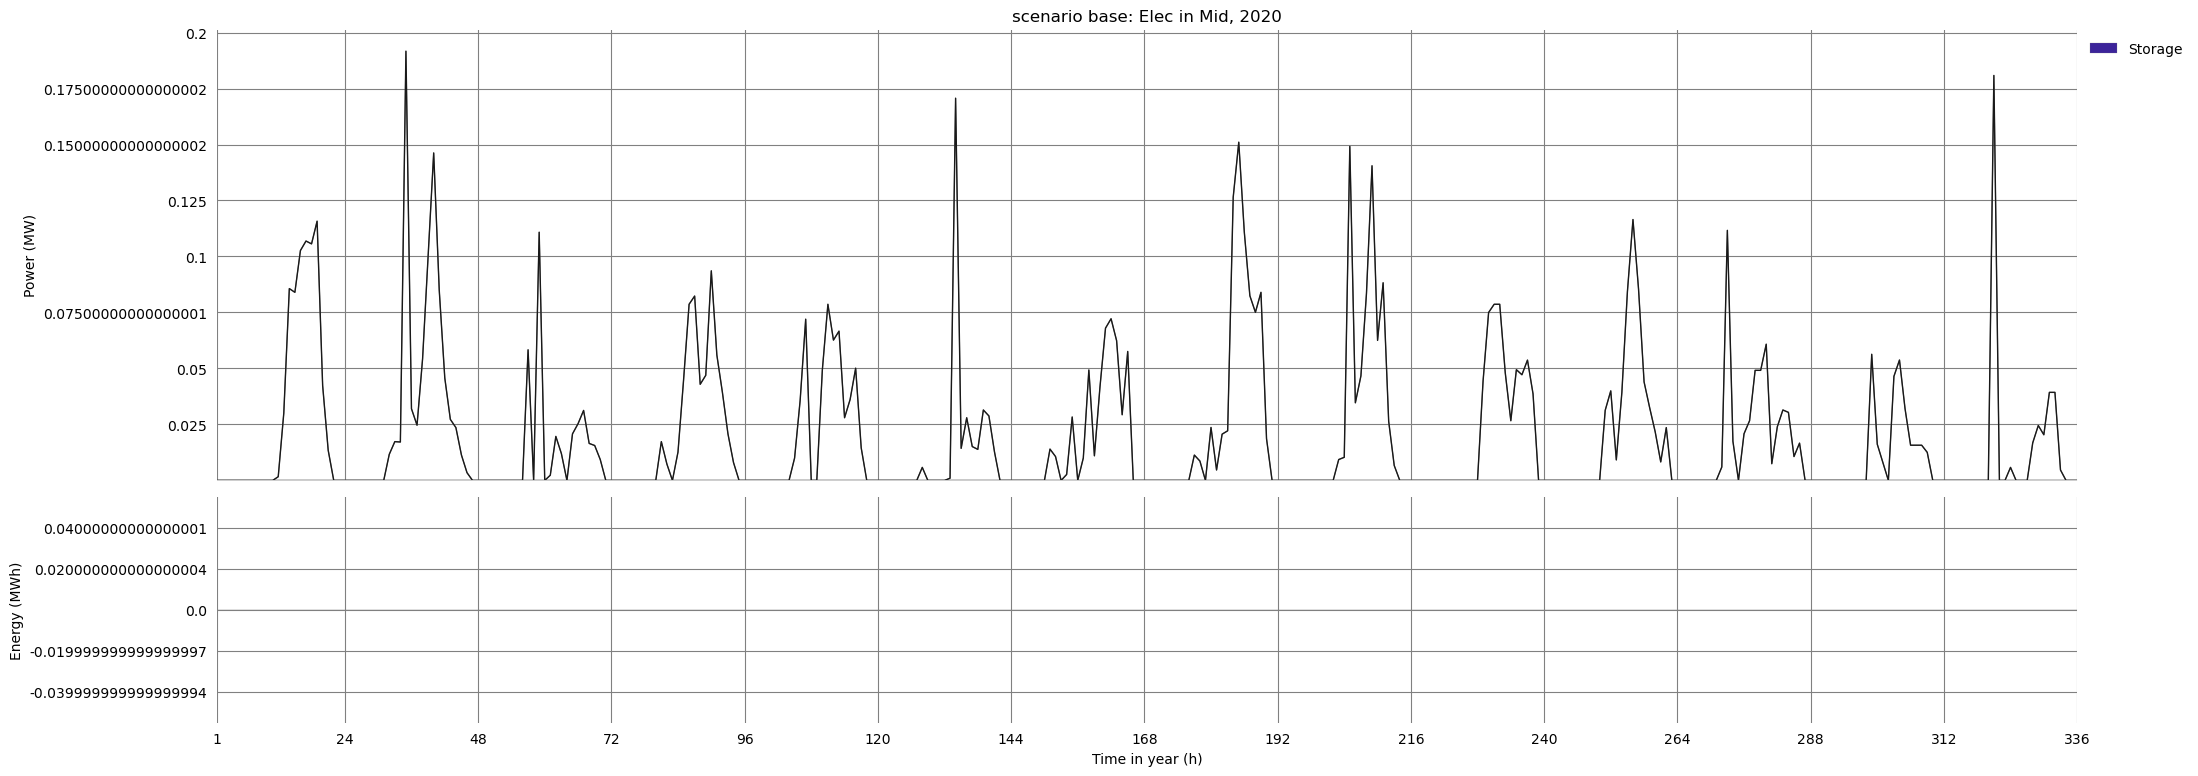 scenario base: Elec in Mid, 2020
Storage
Power (MW)
0.2
0.17500000000000002
0.15000000000000002
0.125
0.1
0.07500000000000001
0.05
0.025
Energy (MWh)
0.040000000000000001
0.020000000000000004
0.0
-0.019999999999999997
-0.039999999999999994
1 24 48 72 96 120 144 168 192 216 240 264 288 312 336
Time in year (h)